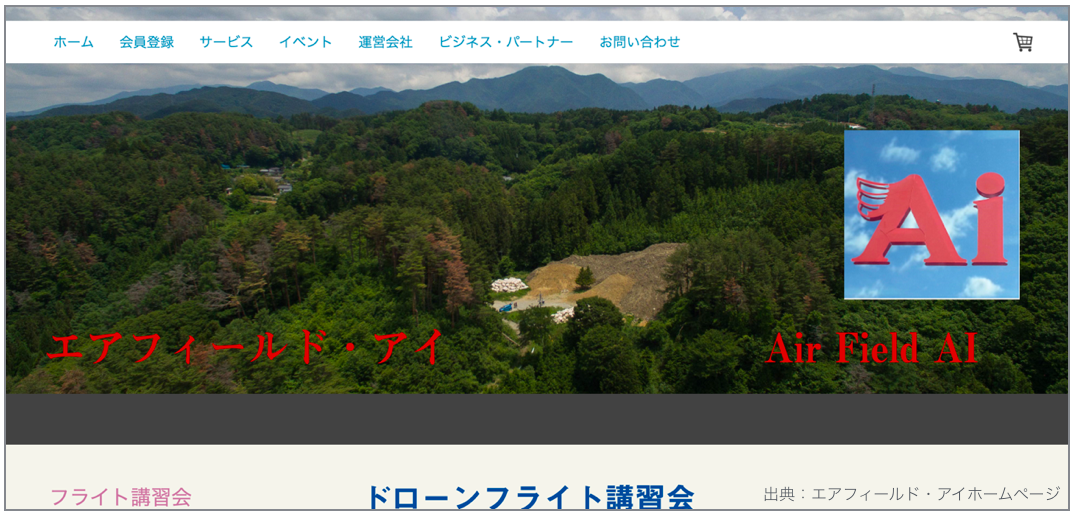 ホーム 会員登録 サービス イベント 運営会社 ビジネス・パートナー お問い合わせ
Ai
エアフィールド・アイ Air Field AI
フライト講習会 ドローンフライト講習会 出典：エアフィールド・アイホームページ